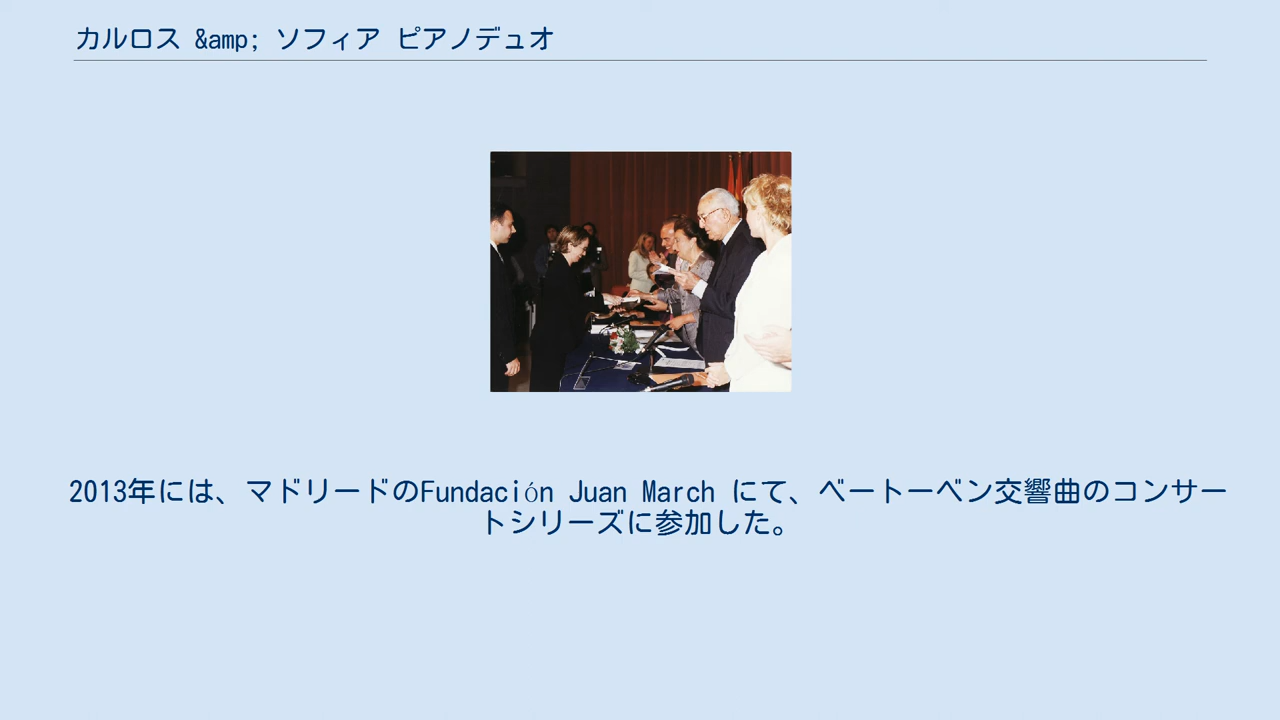 カルロス &amp; ソフィア ピアノデュオ
2013年には、マドリードのFundación Juan March にて、ベートーベン交響曲のコンサー
トシリーズに参加した。